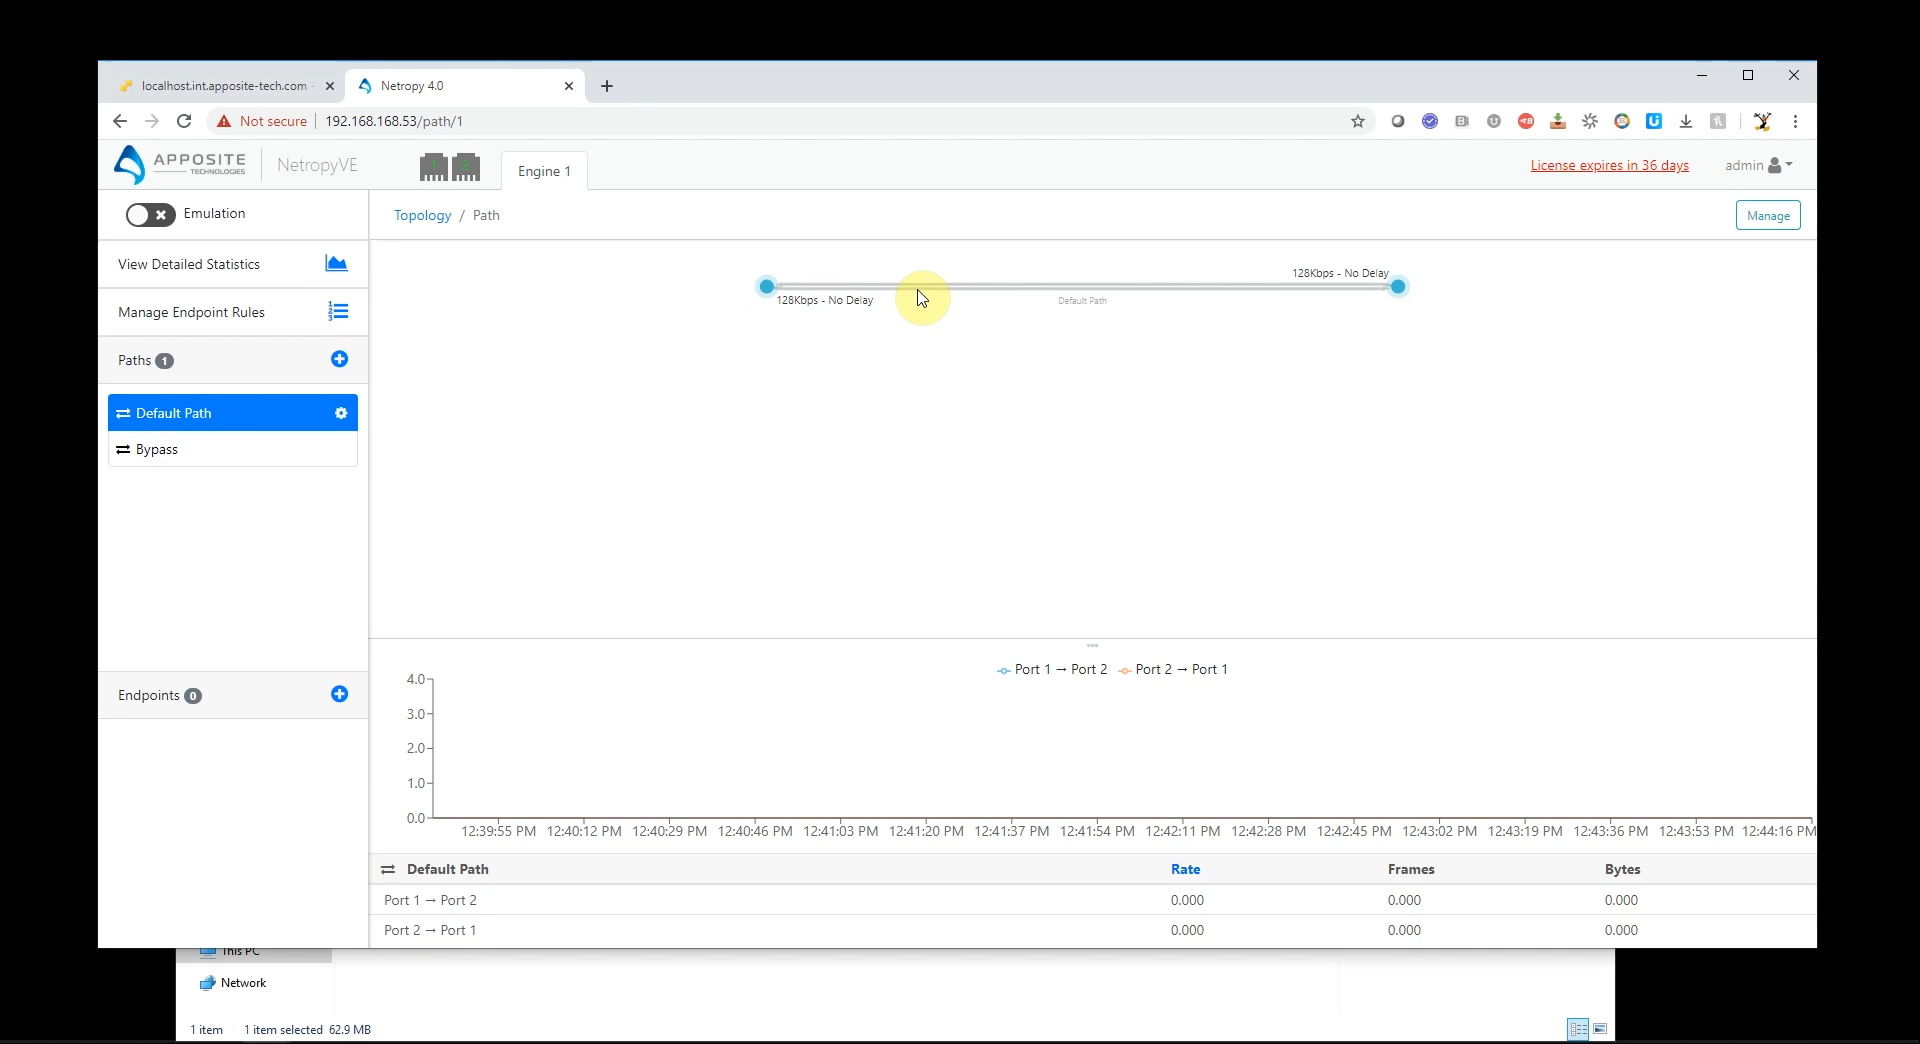 localhost.int.apposite-tech.com -
Netropy 4.0
Not secure
192.168.168.53/path/1
APPOSITE
TECHNOLOGIES
NetropyVE
1
2
Engine 1
License expires in 36 days
admin
Emulation
Topology / Path
Manage
View Detailed Statistics
Manage Endpoint Rules
Paths 1
Default Path
Bypass
Endpoints 0
128Kbps - No Delay
128Kbps - No Delay
Default Path
Port 1 → Port 2
Port 2 → Port 1
4.0
3.0
2.0
1.0
0.0
12:39:55 PM 12:40:12 PM 12:40:29 PM 12:40:46 PM 12:41:03 PM 12:41:20 PM 12:41:37 PM 12:41:54 PM 12:42:11 PM 12:42:28 PM 12:42:45 PM 12:43:02 PM 12:43:19 PM 12:43:36 PM 12:43:53 PM 12:44:16 PM
Default Path Rate Frames Bytes
Port 1 → Port 2 0.000 0.000 0.000
Port 2 → Port 1 0.000 0.000 0.000
This PC
Network
1 item 1 item selected 62.9 MB